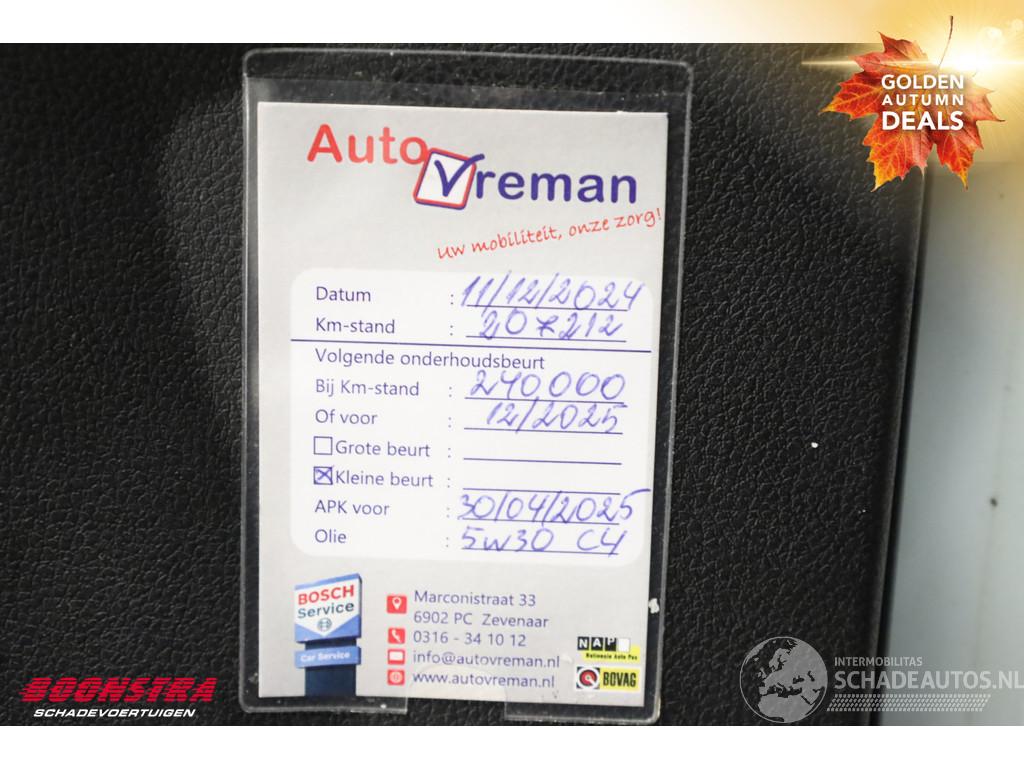 GOLDEN
AUTUMN
DEALS
Auto Vreman
Uw mobiliteit, onze zorg!
Datum : 11/12/2024
Km-stand : 207212
Volgende onderhoudsbeurt
Bij Km-stand : 240.000
Of voor : 12/2025
Grote beurt :
Kleine beurt :
APK voor : 30/04/2025
Olie : 5W30 C4
BOSCH
Service
Car Service
Marconistraat 33
6902 PC Zevenaar
0316 - 34 10 12
info@autovreman.nl
www.autovreman.nl
NAP
Nationale Auto Pas
BOVAG
BOONSTRA
SCHADEVOERTUIGEN
INTERMOBILITAS
SCHADEAUTOS.NL